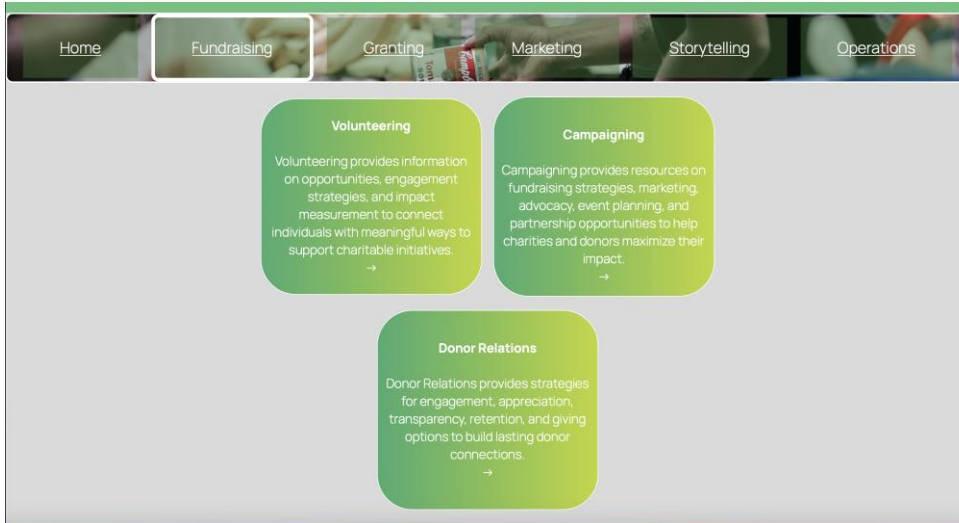 Home
Fundraising
Granting
Marketing
Storytelling
Operations
Campbell's
Tom
Volunteering
Volunteering provides information
on opportunities, engagement
strategies, and impact
measurement to connect
individuals with meaningful ways to
support charitable initiatives.
→
Campaigning
Campaigning provides resources on
fundraising strategies, marketing,
advocacy, event planning, and
partnership opportunities to help
charities and donors maximize their
impact.
→
Donor Relations
Donor Relations provides strategies
for engagement, appreciation,
transparency, retention, and giving
options to build lasting donor
connections.
→